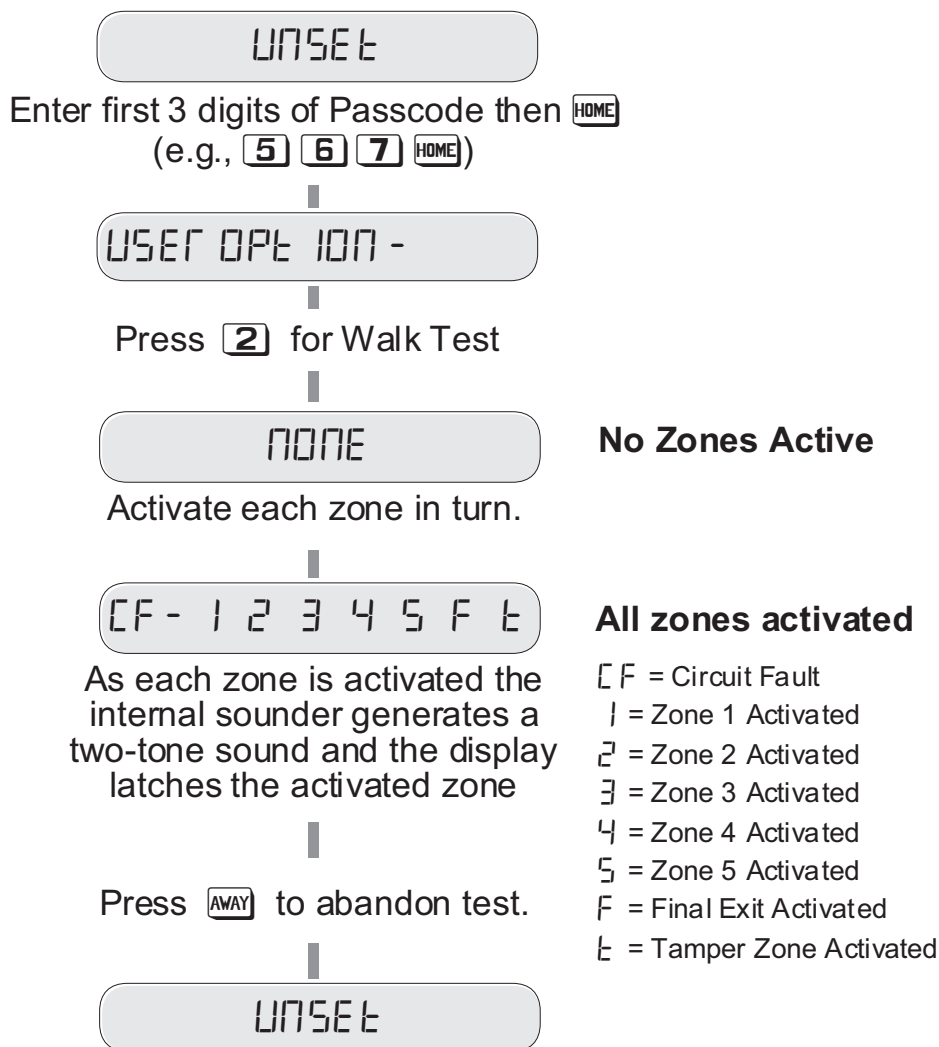 UNSEt
Enter first 3 digits of Passcode then HOME
(e.g., 5 6 7 HOME)
USEr OPtION-
Press 2 for Walk Test
NONE
No Zones Active
Activate each zone in turn.
CF- 1 2 3 4 5 F t
All zones activated
As each zone is activated the
internal sounder generates a
two-tone sound and the display
latches the activated zone
CF = Circuit Fault
1 = Zone 1 Activated
2 = Zone 2 Activated
3 = Zone 3 Activated
4 = Zone 4 Activated
5 = Zone 5 Activated
F = Final Exit Activated
t = Tamper Zone Activated
Press AWAY to abandon test.
UNSEt